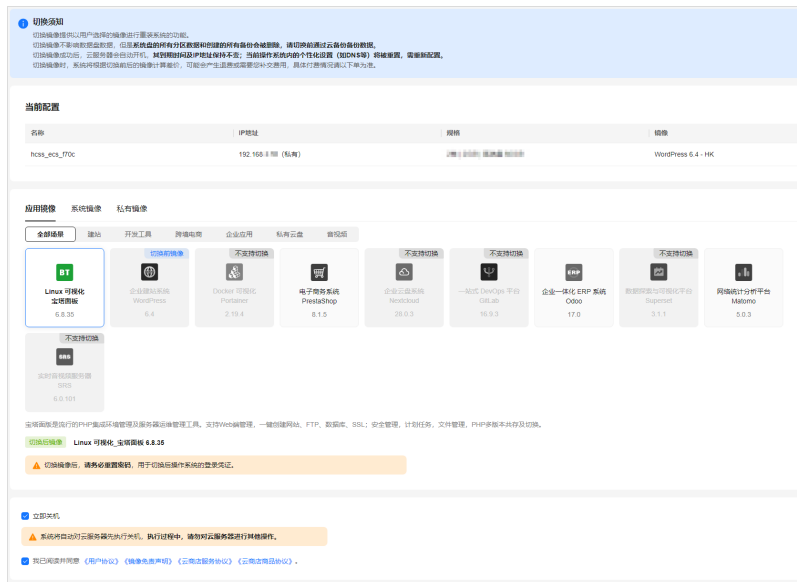 切换须知
切换镜像提供以用户选择的镜像进行重装系统的功能。
切换镜像不影响数据盘数据，但是系统盘的所有分区数据和创建的所有备份会被删除，请切换前通过云备份备份数据。
切换镜像成功后，云服务器会自动开机，其到期时间及IP地址保持不变；当前操作系统内的个性化设置（如DNS等）将被重置，需重新配置。
切换镜像时，系统将根据切换前后的镜像计算差价，可能会产生退费或需要您补交费用，具体付费情况请以下单为准。
当前配置
名称 IP地址 规格 镜像
hcss_ecs_f70c 192.168. （私有） WordPress 6.4 - HK
应用镜像 系统镜像 私有镜像
全部场景 建站 开发工具 跨境电商 企业应用 私有云盘 音视频
切换前镜像 不支持切换 不支持切换 不支持切换 不支持切换
Linux 可视化 企业建站系统 Docker 可视化 电子商务系统 企业云盘系统 一站式 DevOps 平台 企业一体化 ERP 系统 数据探索与可视化平台 网络统计分析平台
宝塔面板 WordPress Portainer PrestaShop Nextcloud GitLab Odoo Superset Matomo
6.8.35 6.4 2.19.4 8.1.5 28.0.3 16.9.3 17.0 3.1.1 5.0.3
不支持切换
实时音视频服务器
SRS
6.0.101
宝塔面版是流行的PHP集成环境管理及服务器运维管理工具。支持Web端管理，一键创建网站、FTP、数据库、SSL；安全管理，计划任务，文件管理，PHP多版本共存及切换。
切换后镜像 Linux 可视化_宝塔面板 6.8.35
切换镜像后，请务必重置密码，用于切换后操作系统的登录凭证。
立即关机
系统将自动对云服务器先执行关机，执行过程中，请勿对云服务器进行其他操作。
我已阅读并同意 《用户协议》《镜像免责声明》《云商店服务协议》《云商店商品协议》。